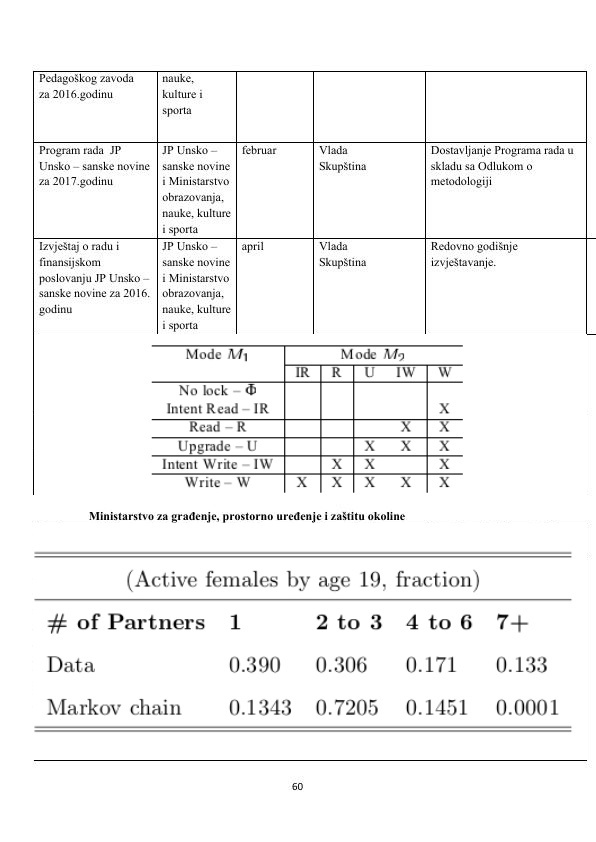 Pedagoškog zavoda
za 2016.godinu
nauke,
kulture i
sporta
Program rada  JP
Unsko – sanske novine
za 2017.godinu
JP Unsko –
sanske novine
i Ministarstvo
obrazovanja,
nauke, kulture
i sporta
februar
Vlada
Skupština
Dostavljanje Programa rada u
skladu sa Odlukom o
metodologiji
Izvještaj o radu i
finansijskom
poslovanju JP Unsko –
sanske novine za 2016.
godinu
JP Unsko –
sanske novine
i Ministarstvo
obrazovanja,
nauke, kulture
i sporta
april
Vlada
Skupština
Redovno godišnje
izvještavanje.
Mode M1 Mode M2
IR R U IW W
No lock – Φ
Intent Read – IR X
Read – R X X
Upgrade – U X X X
Intent Write – IW X X X
Write – W X X X X X
Ministarstvo za građenje, prostorno uređenje i zaštitu okoline
(Active females by age 19, fraction)
# of Partners 1 2 to 3 4 to 6 7+
Data 0.390 0.306 0.171 0.133
Markov chain 0.1343 0.7205 0.1451 0.0001
60